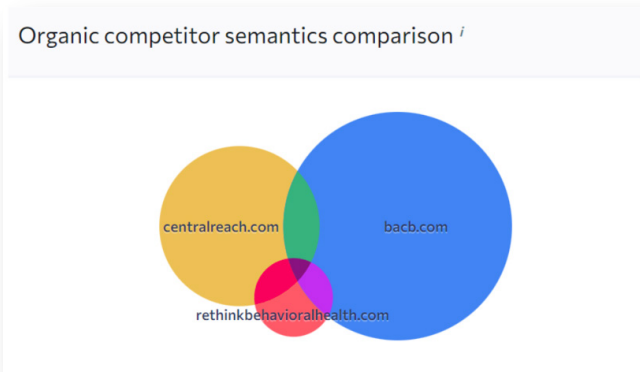 Organic competitor semantics comparison i
centralreach.com
bacb.com
rethinkbehavioralhealth.com